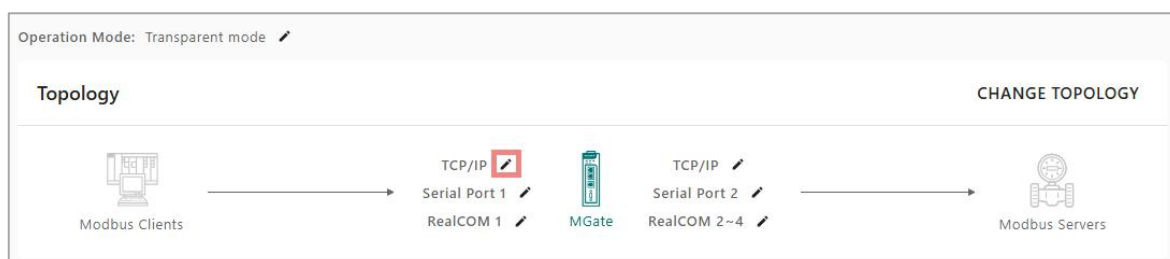 Operation Mode: Transparent mode
Topology
CHANGE TOPOLOGY
TCP/IP
TCP/IP
Serial Port 1
Serial Port 2
RealCOM 1
RealCOM 2~4
Modbus Clients
MGate
Modbus Servers